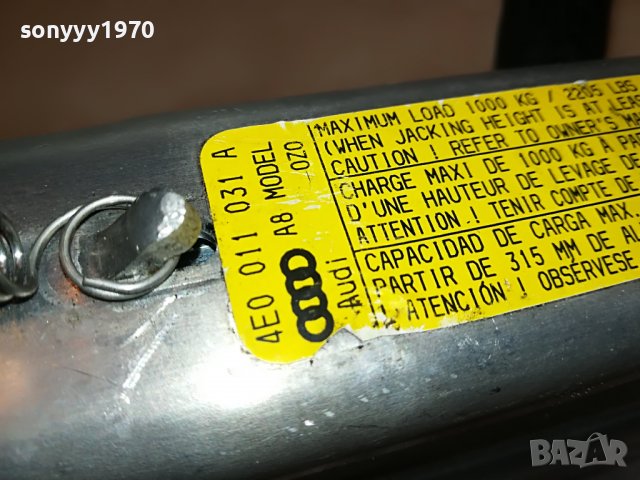 sonyyy1970
4E0 011 031 A
A8 MODEL
0Z0
Audi
MAXIMUM LOAD 1000 KG / 2205 LBS
(WHEN JACKING HEIGHT IS AT
CAUTION ! REFER TO OWNER'S
CHARGE MAXI DE 1000 KG A
D'UNE HAUTEUR DE LEVAGE DE
ATTENTION.! TENIR COMPTE DE
CAPACIDAD DE CARGA MAX.
PARTIR DE 315 MM DE
¡ ATENCIÓN ! OBSÉRVESE
BAZAR